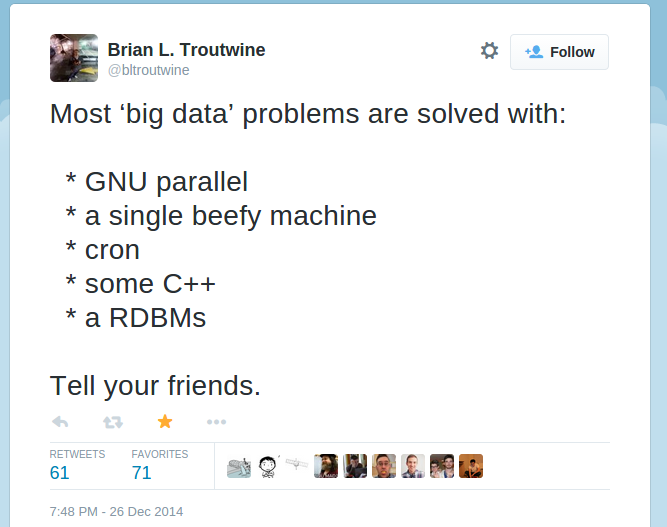 Brian L. Troutwine
@bltroutwine
Follow
Most ‘big data’ problems are solved with:
* GNU parallel
* a single beefy machine
* cron
* some C++
* a RDBMs
Tell your friends.
RETWEETS
61
FAVORITES
71
7:48 PM - 26 Dec 2014